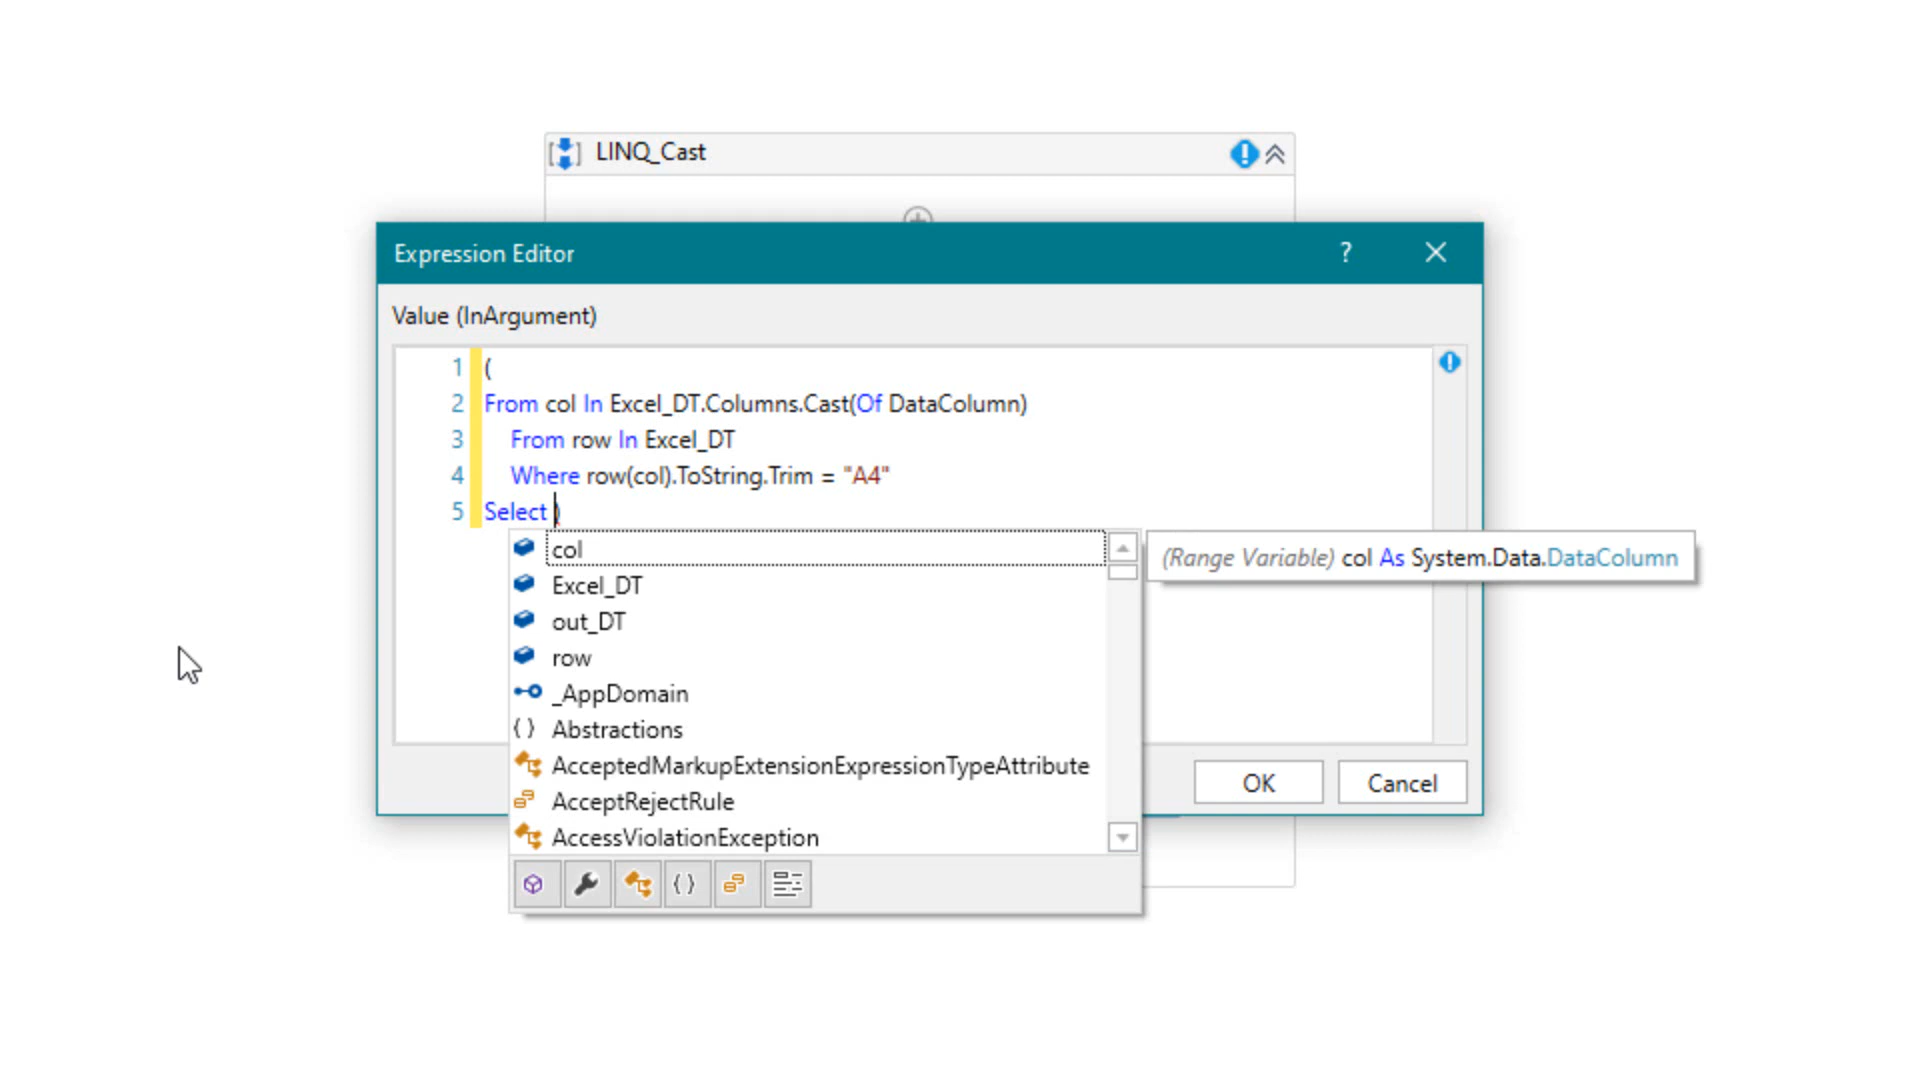 LINQ_Cast
Expression Editor
?
Value (InArgument)
1 (
2 From col In Excel_DT.Columns.Cast(Of DataColumn)
3 From row In Excel_DT
4 Where row(col).ToString.Trim = "A4"
5 Select )
col
(Range Variable) col As System.Data.DataColumn
Excel_DT
out_DT
row
_AppDomain
{ } Abstractions
AcceptedMarkupExtensionExpressionTypeAttribute
AcceptRejectRule
AccessViolationException
OK
Cancel
{ }